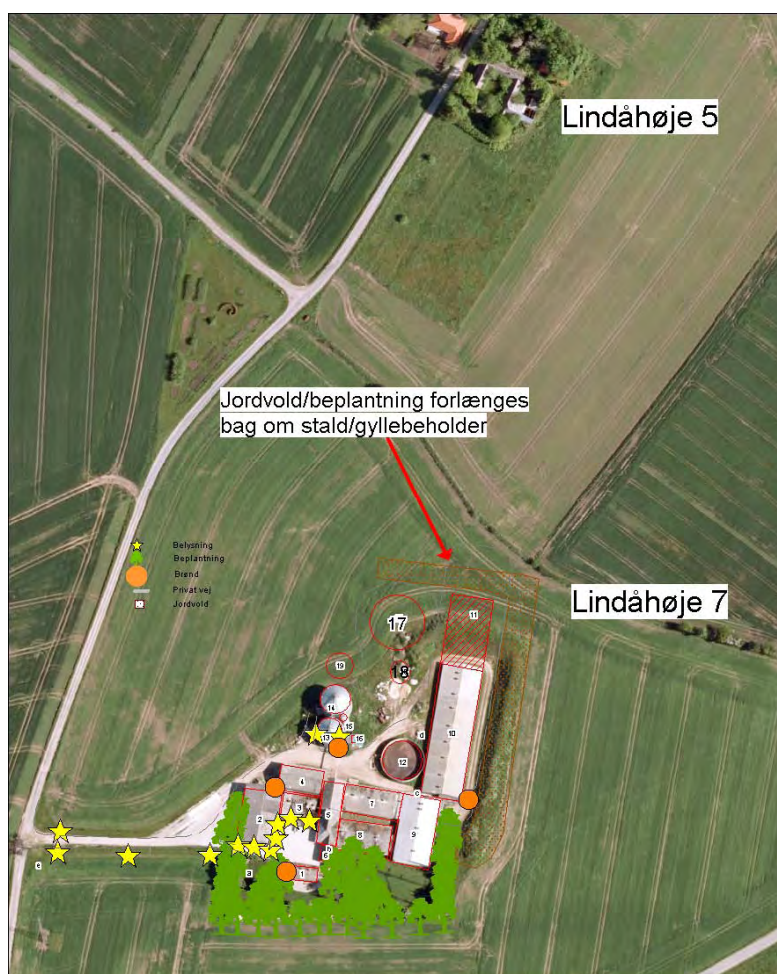 Lindåhøje 5
Jordvold/beplantning forlænges
bag om stald/gyllebeholder
Belysning
Beplantning
Brønd
Privat vej
Jordvold
Lindåhøje 7
11
17
19
18
14
15
13
16
d
10
12
4
c
3
7
2
5
9
8
b
6
e
a
1